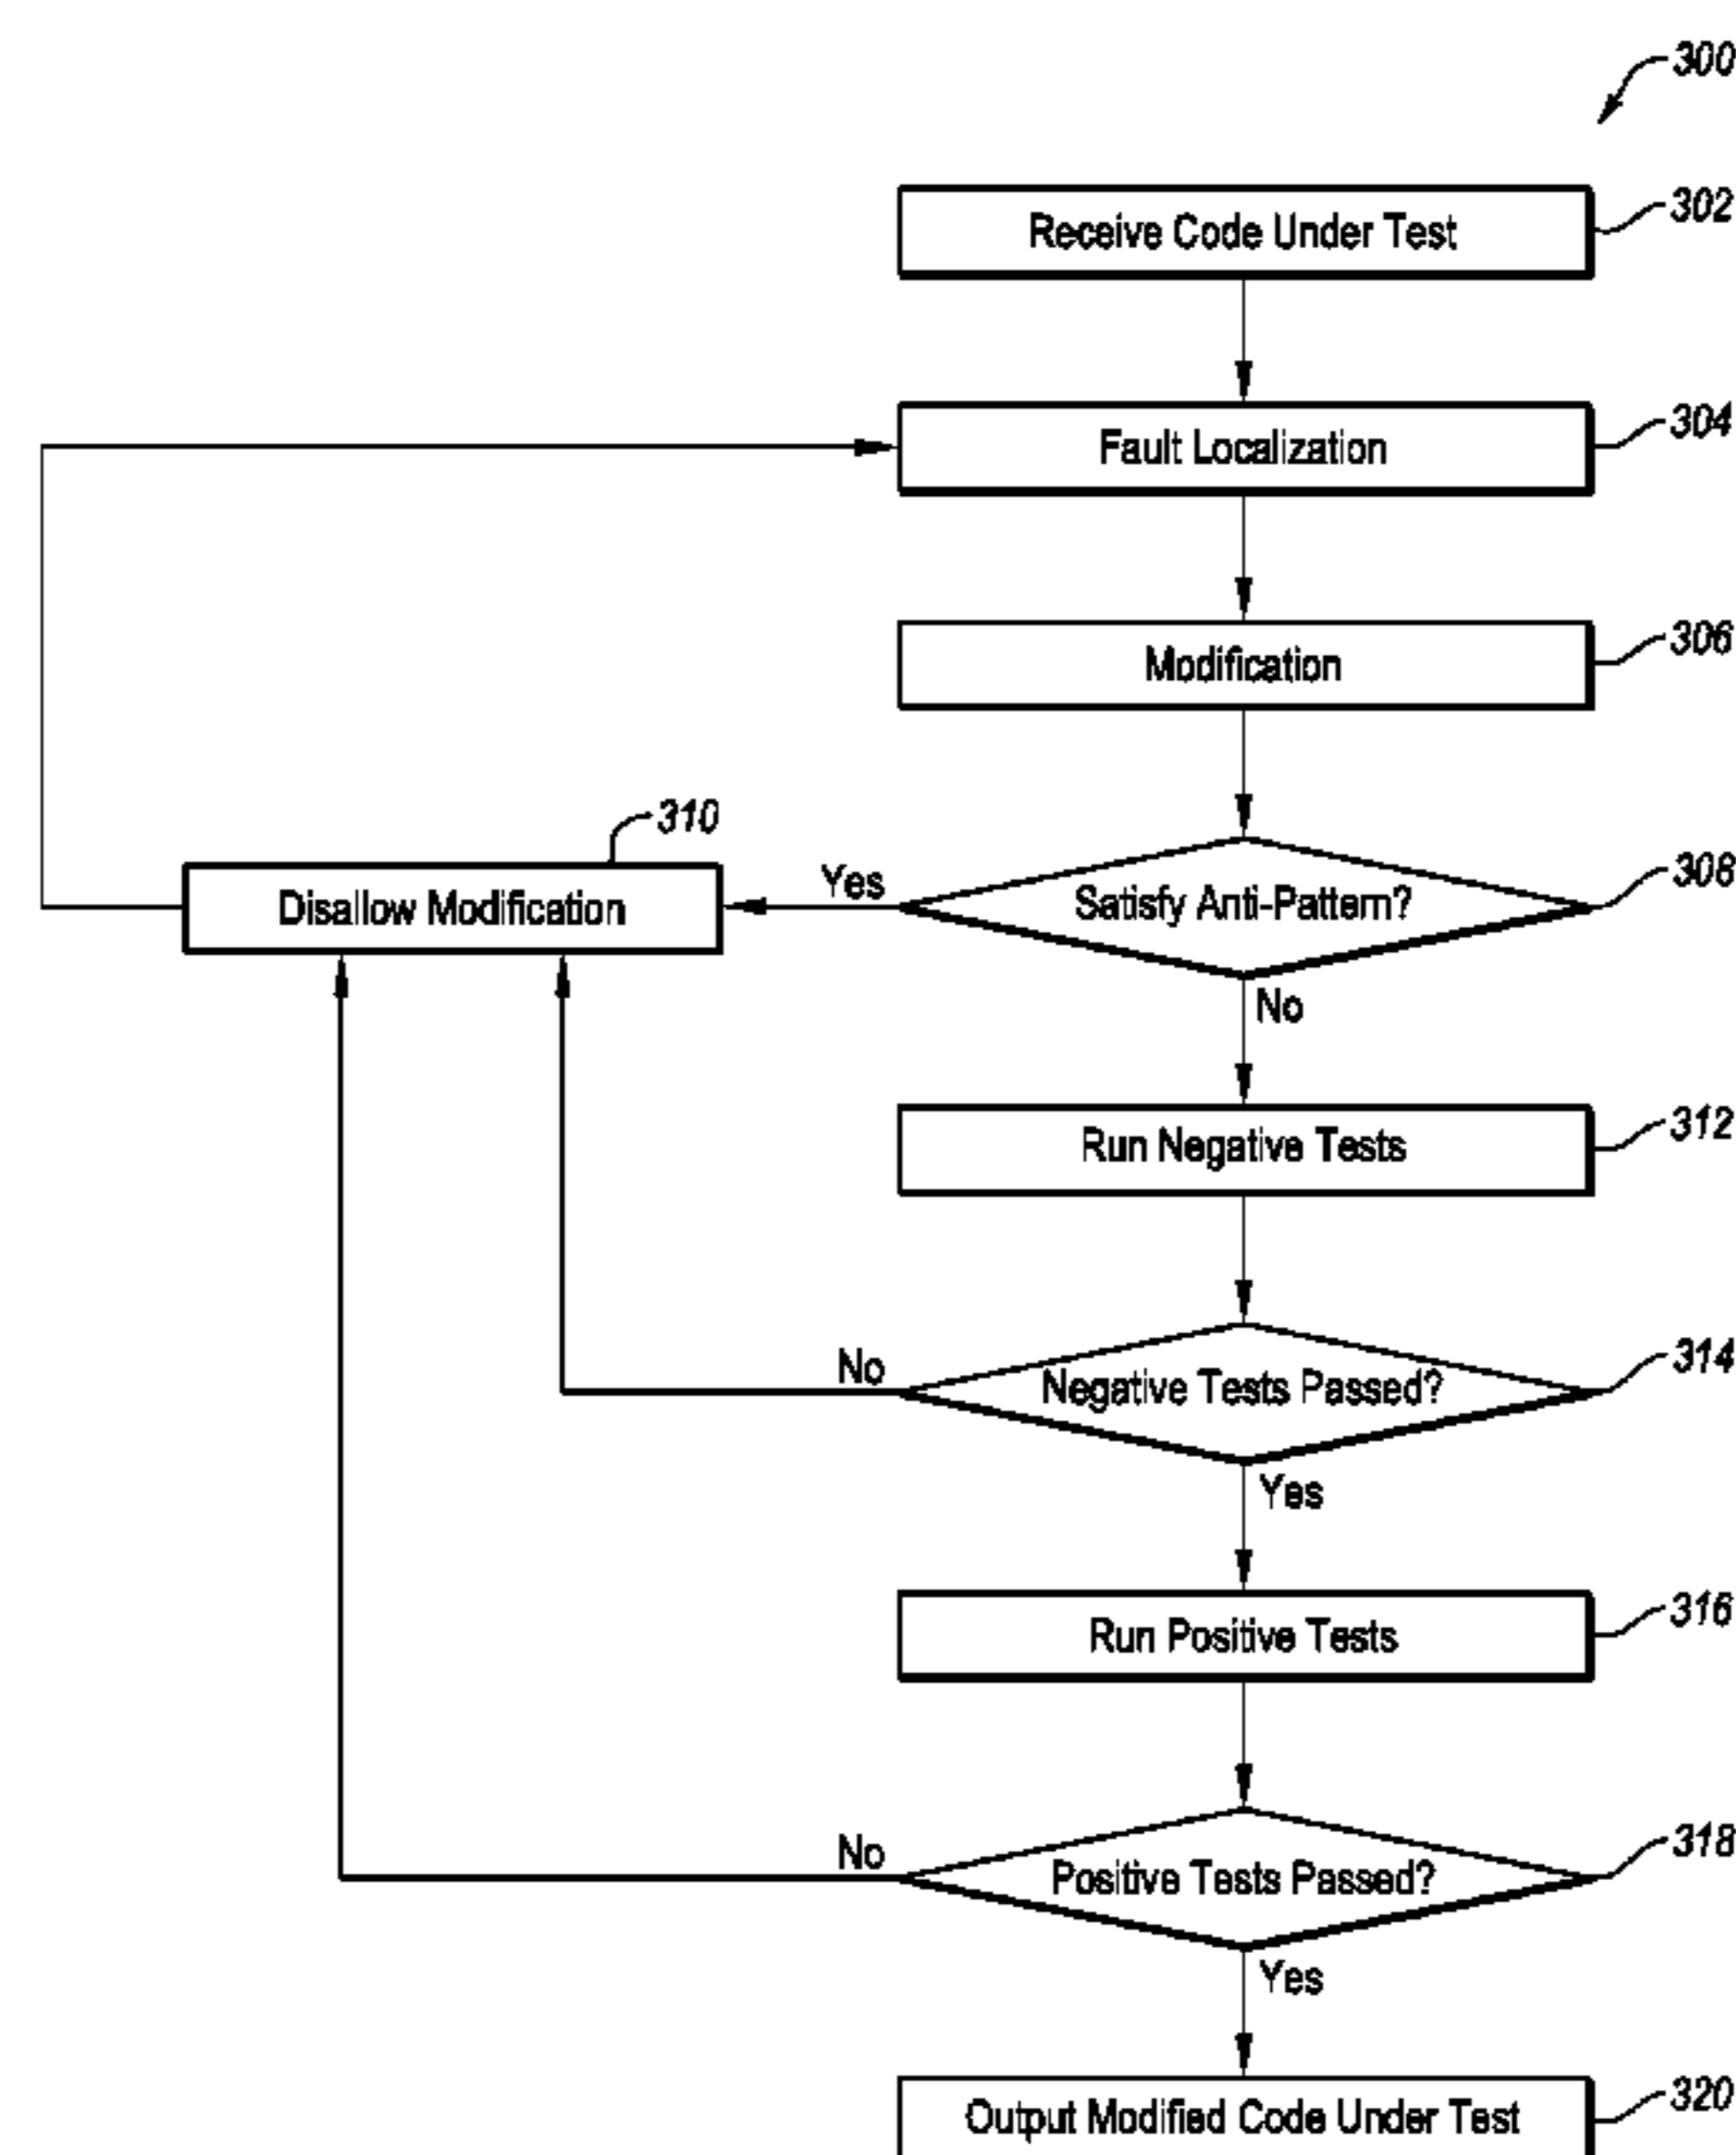 300
Receive Code Under Test
302
Fault Localization
304
Modification
306
310
Disallow Modification
Yes
Satisfy Anti-Pattern?
308
No
Run Negative Tests
312
No
Negative Tests Passed?
314
Yes
Run Positive Tests
316
No
Positive Tests Passed?
318
Yes
Output Modified Code Under Test
320